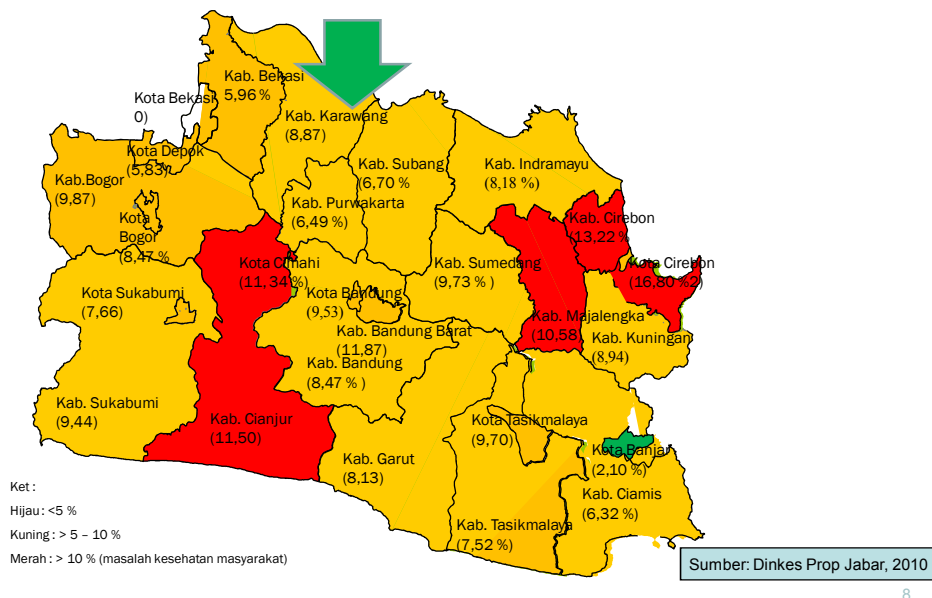 Kab. Bekasi
5,96 %
Kota Bekasi
0)
Kab. Karawang
(8,87)
Kota Depok
(5,83)
Kab.Bogor
(9,87)
Kab. Subang
(6,70 %
Kab. Indramayu
(8,18 %)
Kab. Purwakarta
(6,49 %)
Kota
Bogor
(8,47 %
Kab. Cirebon
(13,22 %
Kota Cimahi
(11, 34%)
Kab. Sumedang
(9,73 % )
Kota Cirebon
(16,80 %2)
Kota Sukabumi
(7,66)
Kota Bandung
(9,53)
Kab. Majalengka
(10,58)
Kab. Bandung Barat
(11,87)
Kab. Kuningan
(8,94)
Kab. Bandung
(8,47 % )
Kab. Sukabumi
(9,44)
Kab. Cianjur
(11,50)
Kota Tasikmalaya
(9,70)
Kota Banjar
(2,10 %)
Kab. Garut
(8,13)
Kab. Ciamis
(6,32 %)
Kab. Tasikmalaya
(7,52 %)
Ket :
Hijau : <5 %
Kuning : > 5 – 10 %
Merah : > 10 % (masalah kesehatan masyarakat)
Sumber: Dinkes Prop Jabar, 2010
8